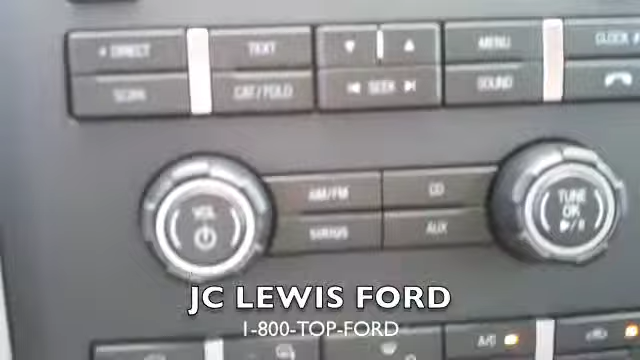 DIRECT TEXT MENU CLOCK
SCAN CAT/FOLD SEEK SOUND
VOL AM/FM CD TUNE
OK
SIRIUS AUX
JC LEWIS FORD
1-800-TOP-FORD
A/C